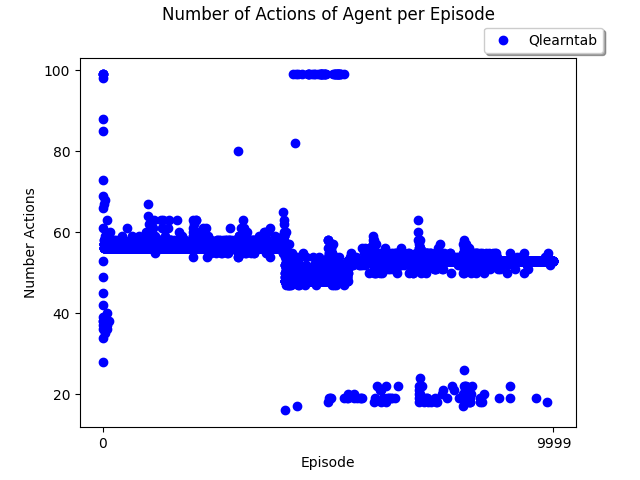 Number of Actions of Agent per Episode
Qlearntab
100
80
60
40
20
Number Actions
0
9999
Episode